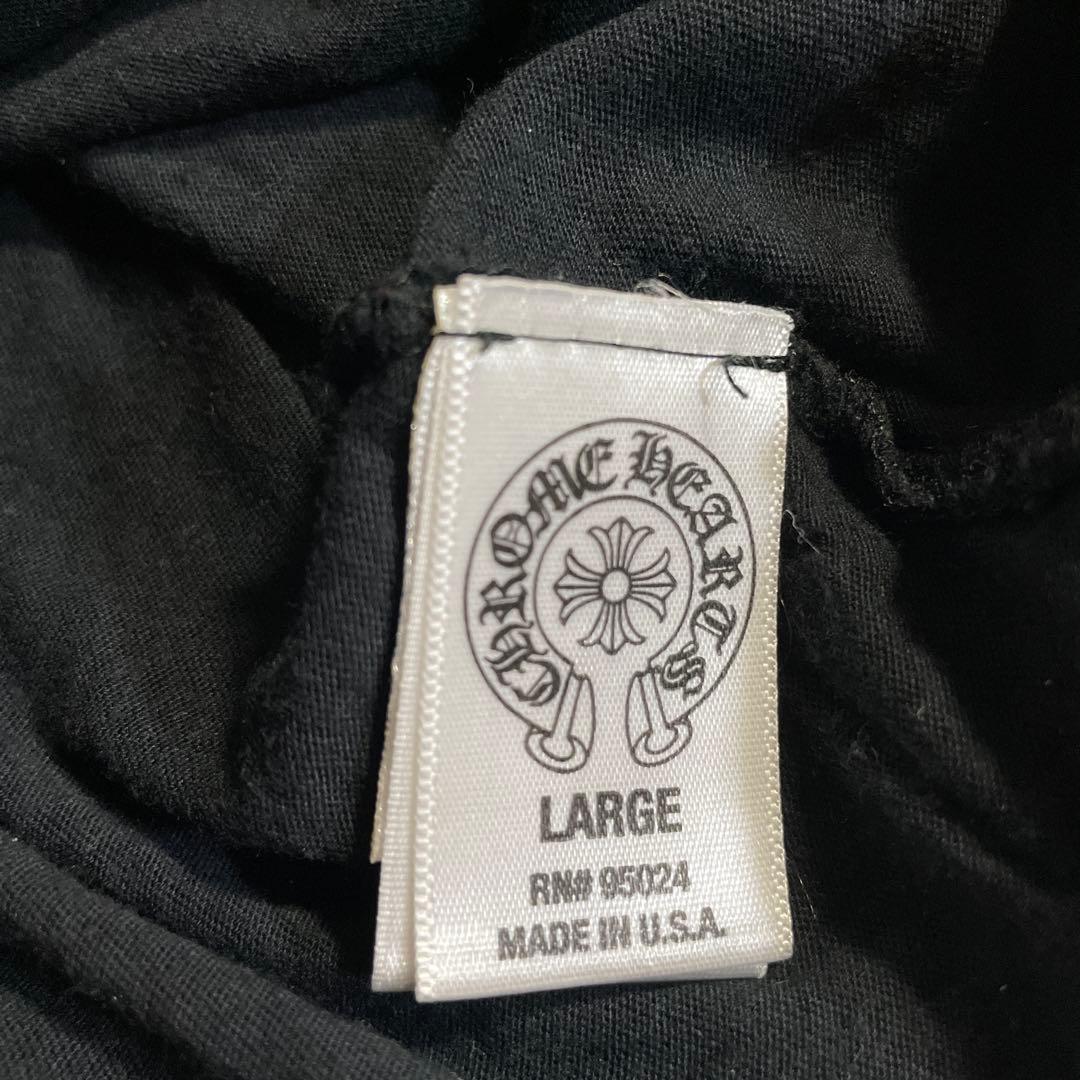 CHROME HEARTS
LARGE
RN# 95024
MADE IN U.S.A.